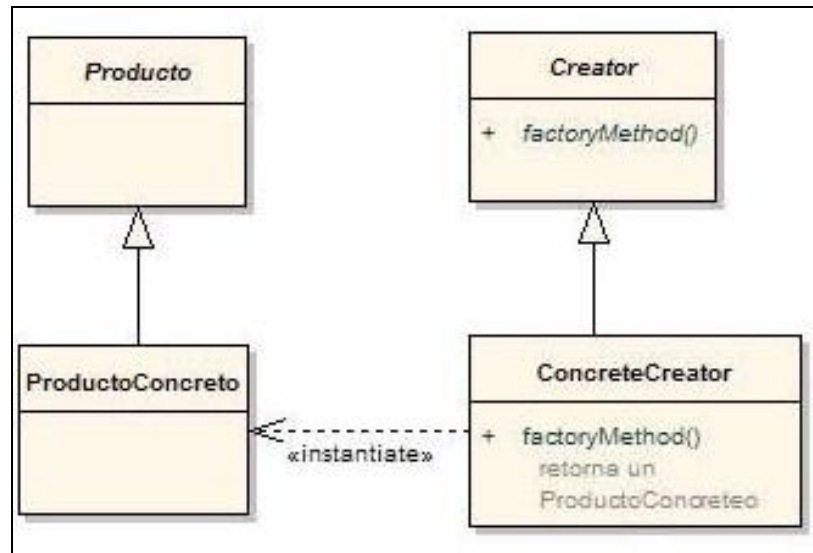 Producto
Creator
+ factoryMethod()
ProductoConcreto
ConcreteCreator
«instantiate»
+ factoryMethod()
retorna un
ProductoConcreteo